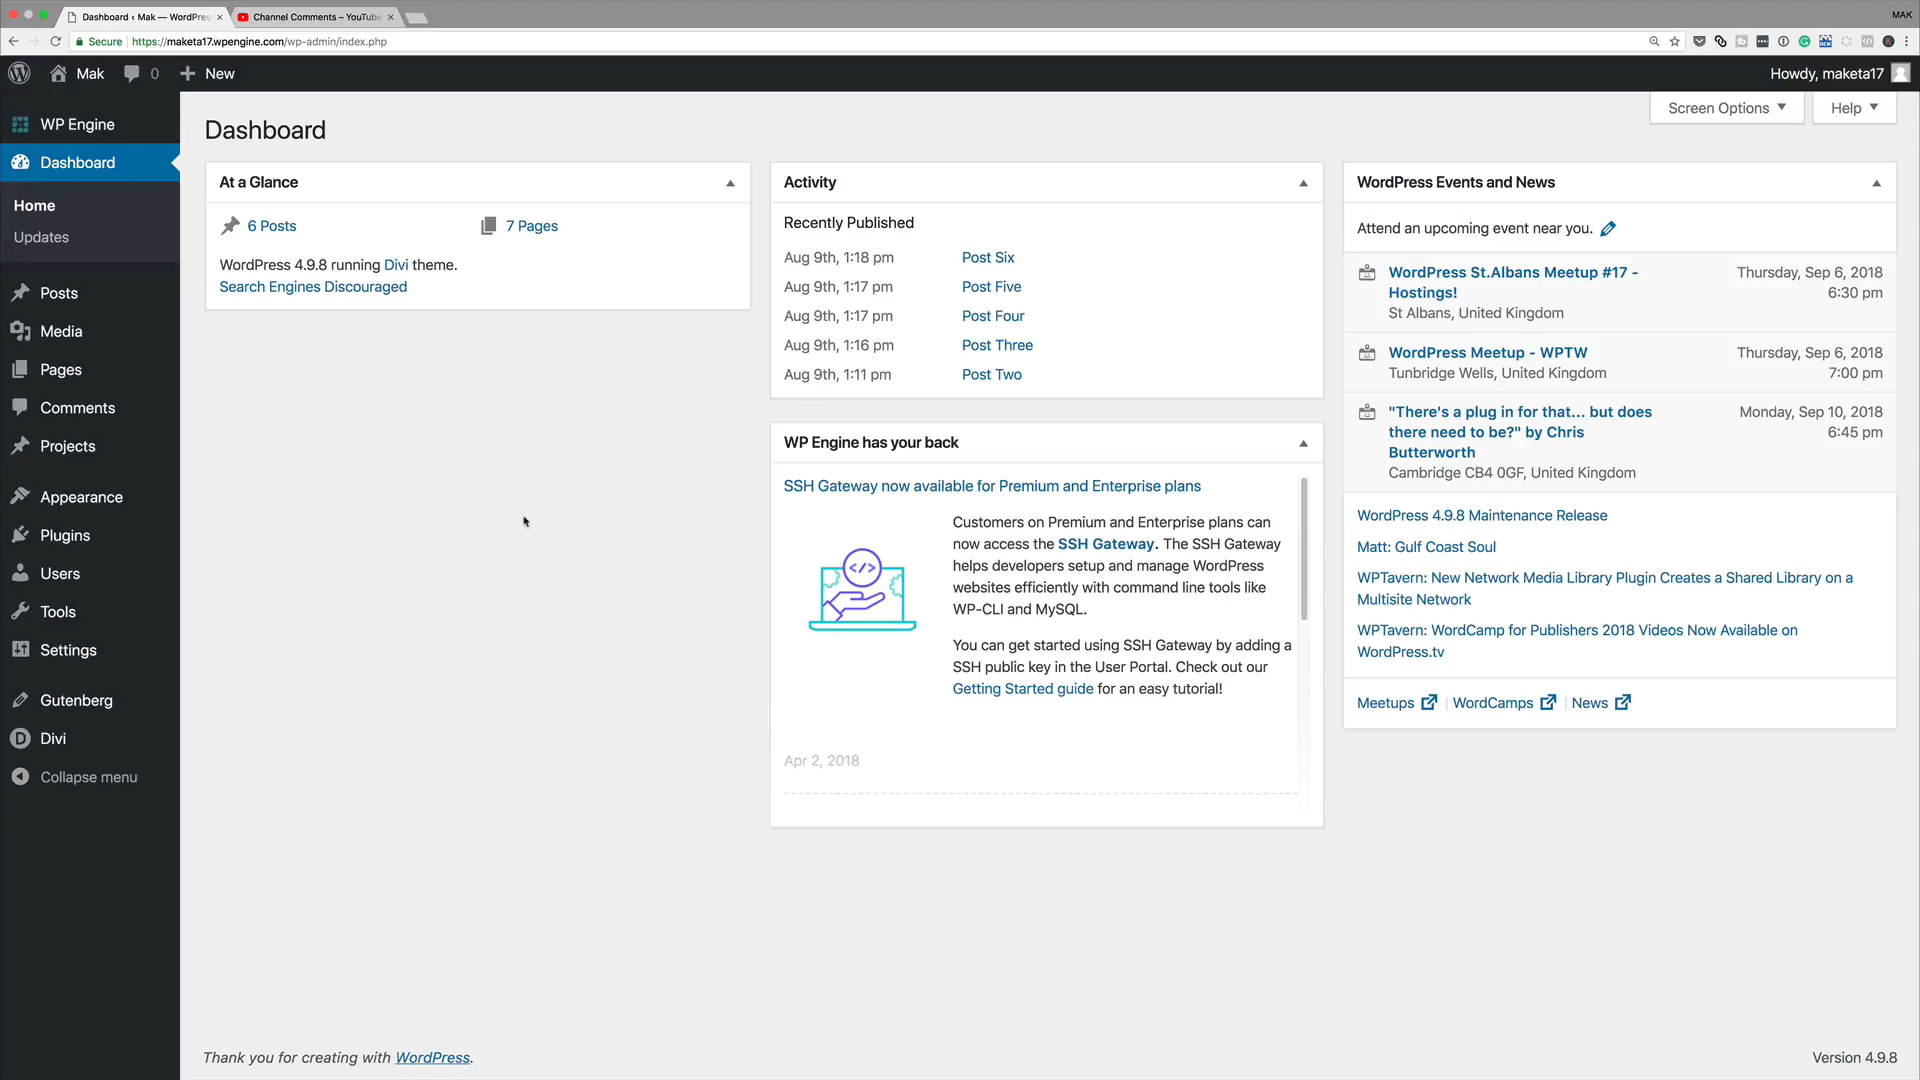 Dashboard ‹ Mak — WordPres
Channel Comments – YouTube
MAK
Secure
https://maketa17.wpengine.com/wp-admin/index.php
Mak
0
New
Howdy, maketa17
WP Engine
Dashboard
Home
Updates
Posts
Media
Pages
Comments
Projects
Appearance
Plugins
Users
Tools
Settings
Gutenberg
Divi
Collapse menu
Screen Options
Help
Dashboard
At a Glance
6 Posts
7 Pages
WordPress 4.9.8 running Divi theme.
Search Engines Discouraged
Activity
Recently Published
Aug 9th, 1:18 pm Post Six
Aug 9th, 1:17 pm Post Five
Aug 9th, 1:17 pm Post Four
Aug 9th, 1:16 pm Post Three
Aug 9th, 1:11 pm Post Two
WP Engine has your back
SSH Gateway now available for Premium and Enterprise plans
Customers on Premium and Enterprise plans can
now access the SSH Gateway. The SSH Gateway
helps developers setup and manage WordPress
websites efficiently with command line tools like
WP-CLI and MySQL.
You can get started using SSH Gateway by adding a
SSH public key in the User Portal. Check out our
Getting Started guide for an easy tutorial!
Apr 2, 2018
WordPress Events and News
Attend an upcoming event near you.
WordPress St.Albans Meetup #17 - Thursday, Sep 6, 2018
Hostings! 6:30 pm
St Albans, United Kingdom
WordPress Meetup - WPTW Thursday, Sep 6, 2018
Tunbridge Wells, United Kingdom 7:00 pm
"There's a plug in for that... but does Monday, Sep 10, 2018
there need to be?" by Chris 6:45 pm
Butterworth
Cambridge CB4 0GF, United Kingdom
WordPress 4.9.8 Maintenance Release
Matt: Gulf Coast Soul
WPTavern: New Network Media Library Plugin Creates a Shared Library on a
Multisite Network
WPTavern: WordCamp for Publishers 2018 Videos Now Available on
WordPress.tv
Meetups | WordCamps | News
Thank you for creating with WordPress.
Version 4.9.8